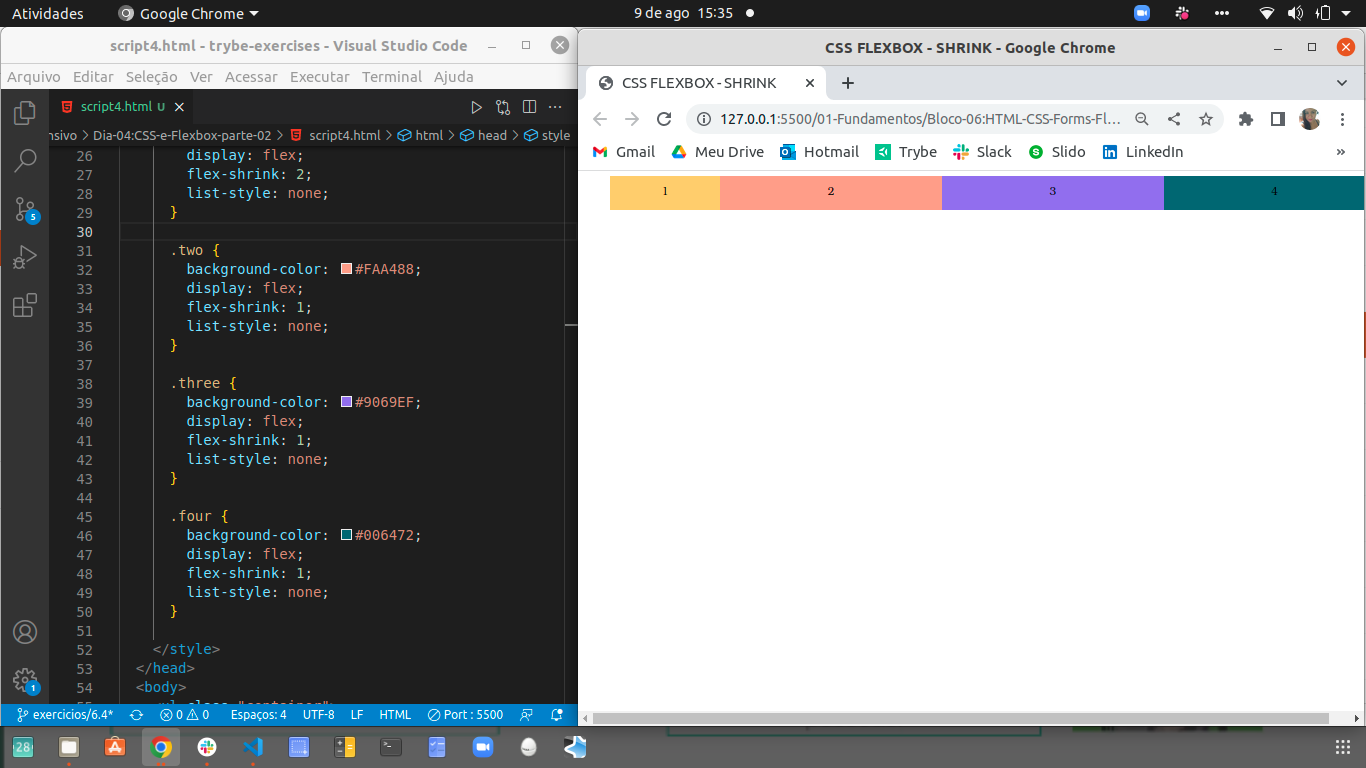 Atividades Google Chrome 9 de ago 15:35
script4.html - trybe-exercises - Visual Studio Code
Arquivo Editar Seleção Ver Acessar Executar Terminal Ajuda
script4.html U
nsivo > Dia-04:CSS-e-Flexbox-parte-02 > script4.html > html > head > style
26 display: flex;
27 flex-shrink: 2;
28 list-style: none;
29 }
30
31 .two {
32 background-color: #FAA488;
33 display: flex;
34 flex-shrink: 1;
35 list-style: none;
36 }
37
38 .three {
39 background-color: #9069EF;
40 display: flex;
41 flex-shrink: 1;
42 list-style: none;
43 }
44
45 .four {
46 background-color: #006472;
47 display: flex;
48 flex-shrink: 1;
49 list-style: none;
50 }
51
52 </style>
53 </head>
54 <body>
5
1
exercicios/6.4* 0 0 Espaços: 4 UTF-8 LF HTML Port : 5500
CSS FLEXBOX - SHRINK - Google Chrome
CSS FLEXBOX - SHRINK
127.0.0.1:5500/01-Fundamentos/Bloco-06:HTML-CSS-Forms-Fl...
Gmail Meu Drive Hotmail Trybe Slack Slido LinkedIn »
1 2 3 4
28